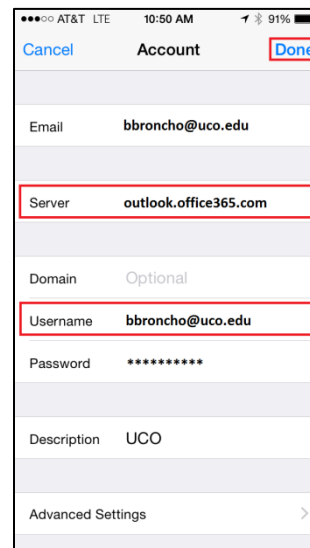 ●●●○○ AT&T LTE 10:50 AM 91%
Cancel Account Done
Email bbroncho@uco.edu
Server outlook.office365.com
Domain Optional
Username bbroncho@uco.edu
Password **********
Description UCO
Advanced Settings